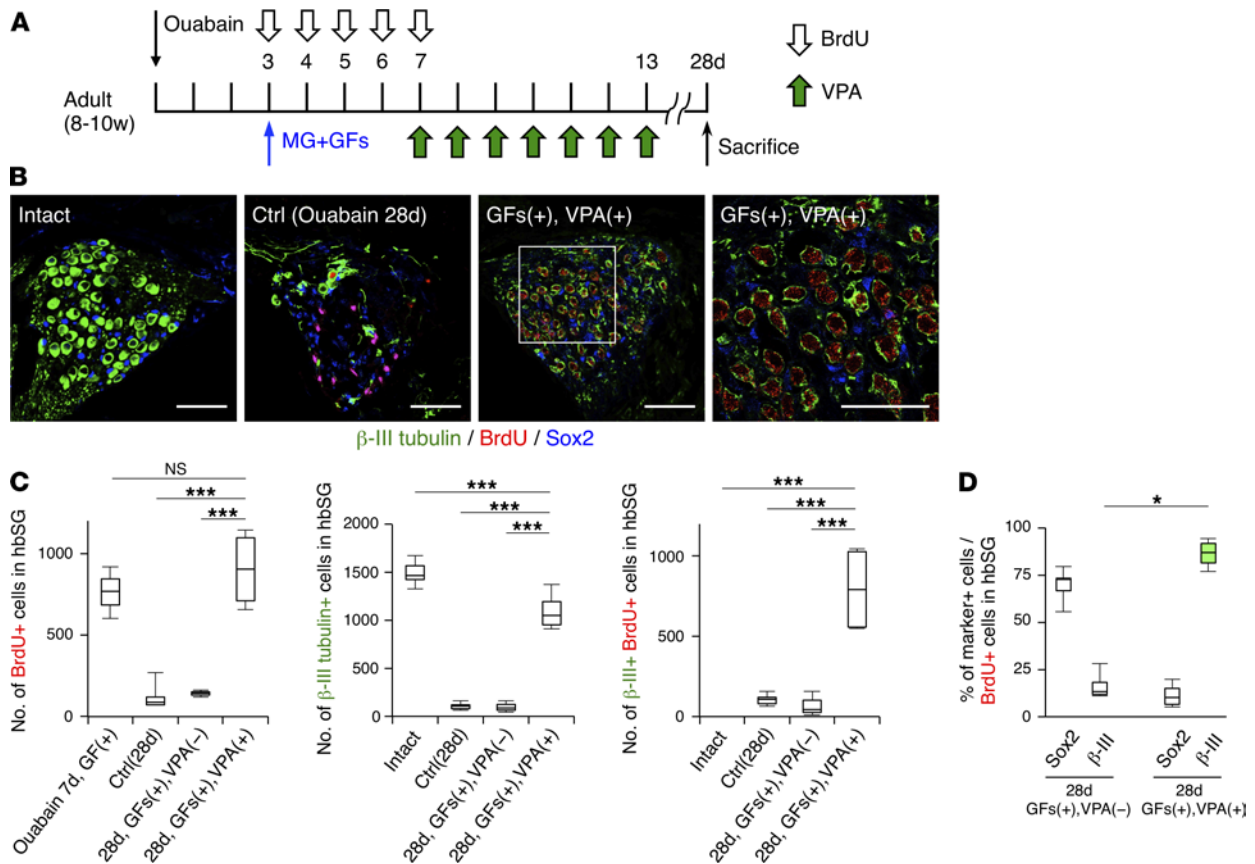 A
Ouabain
BrdU
3 4 5 6 7 13 28d
VPA
Adult
(8-10w)
MG+GFs
Sacrifice
B
Intact
Ctrl (Ouabain 28d)
GFs(+), VPA(+)
GFs(+), VPA(+)
β-III tubulin / BrdU / Sox2
C
No. of BrdU+ cells in hbSG
1000
500
0
NS
***
***
Ouabain 7d, GF(+)
Ctrl(28d)
28d, GFs(+),VPA(−)
28d, GFs(+),VPA(+)
No. of β-III tubulin+ cells in hbSG
2000
1500
1000
500
0
***
***
***
Intact
Ctrl(28d)
28d, GFs(+),VPA(−)
28d, GFs(+),VPA(+)
No. of β-III+ BrdU+ cells in hbSG
1000
500
0
***
***
***
Intact
Ctrl(28d)
28d, GFs(+),VPA(−)
28d, GFs(+),VPA(+)
D
% of marker+ cells /
BrdU+ cells in hbSG
100
75
50
25
0
*
Sox2
β-III
Sox2
β-III
28d
GFs(+),VPA(−)
28d
GFs(+),VPA(+)